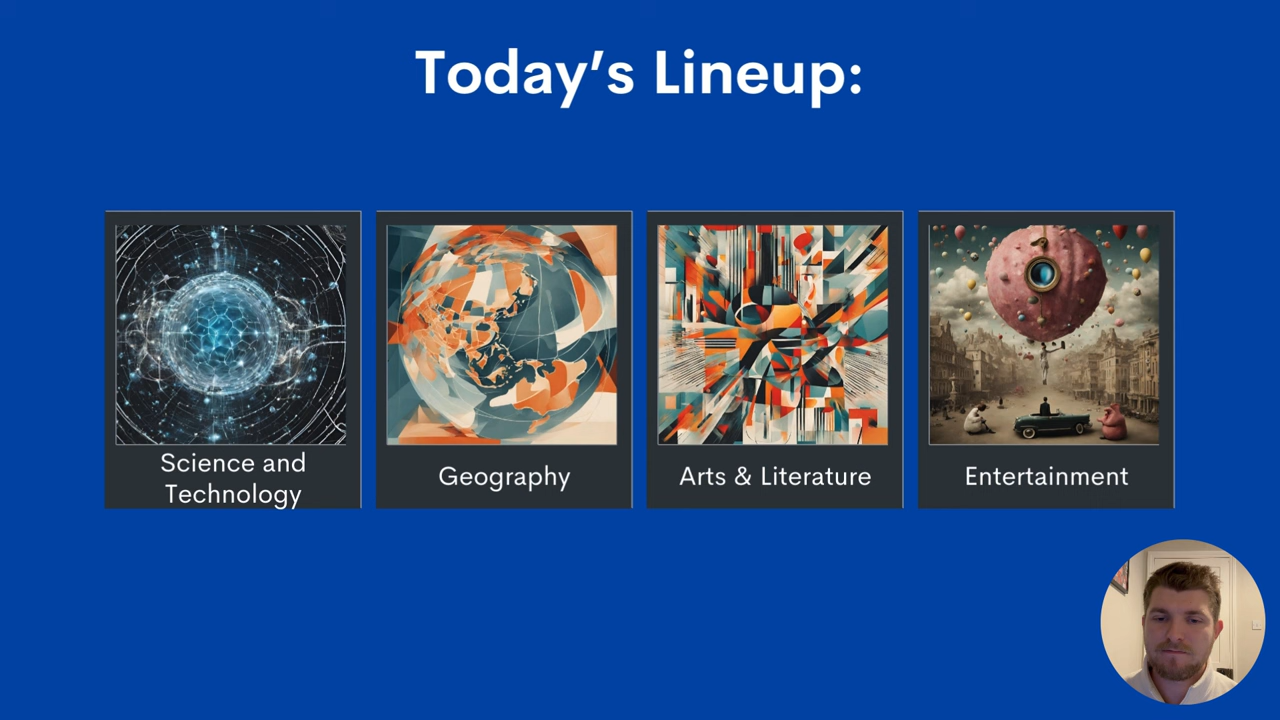 Today’s Lineup:
Science and
Technology
Geography
Arts & Literature
Entertainment